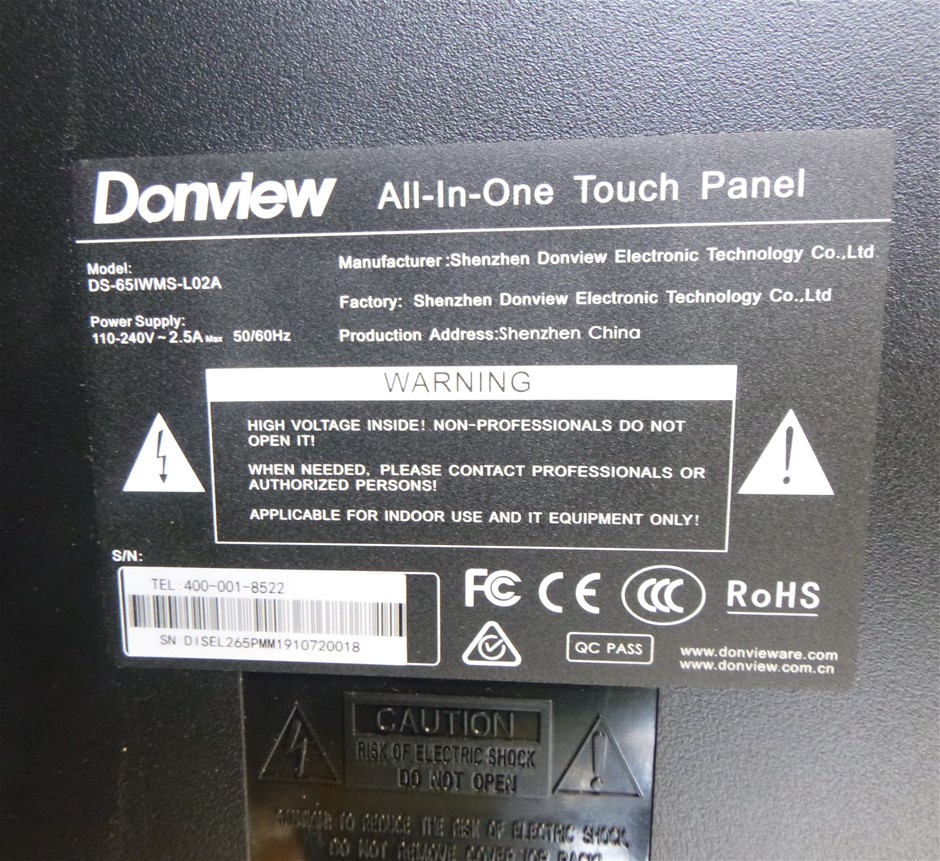 Donview All-In-One Touch Panel
Model:
DS-65IWMS-L02A
Power Supply:
110-240V ~ 2.5A Max 50/60Hz
Manufacturer :Shenzhen Donview Electronic Technology Co.,Ltd
Factory: Shenzhen Donview Electronic Technology Co.,Ltd
Production Address:Shenzhen China
WARNING
HIGH VOLTAGE INSIDE! NON-PROFESSIONALS DO NOT
OPEN IT!
WHEN NEEDED, PLEASE CONTACT PROFESSIONALS OR
AUTHORIZED PERSONS!
APPLICABLE FOR INDOOR USE AND IT EQUIPMENT ONLY!
S/N:
TEL:400-001-8522
SN:DISEL265PMM1910720018
FC CE CCC RoHS
QC PASS
www.donvieware.com
www.donview.com.cn
CAUTION
RISK OF ELECTRIC SHOCK
DO NOT OPEN
CAUTION: TO REDUCE THE RISK OF ELECTRIC SHOCK,
DO NOT REMOVE COVER (OR BACK)